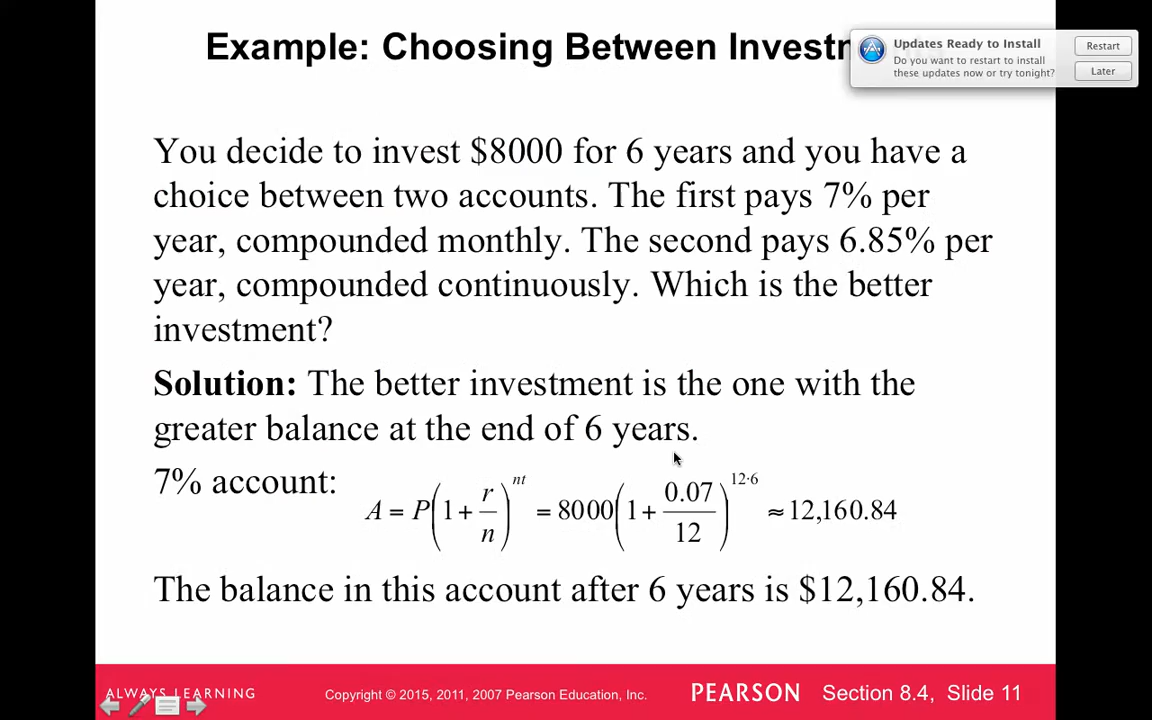 Example: Choosing Between Investm
Updates Ready to Install
Do you want to restart to install
these updates now or try tonight?
Restart
Later
You decide to invest $8000 for 6 years and you have a
choice between two accounts. The first pays 7% per
year, compounded monthly. The second pays 6.85% per
year, compounded continuously. Which is the better
investment?
Solution: The better investment is the one with the
greater balance at the end of 6 years.
7% account: A = P(1 + r/n)^nt = 8000(1 + 0.07/12)^12·6 ≈ 12,160.84
The balance in this account after 6 years is $12,160.84.
ALWAYS LEARNING Copyright © 2015, 2011, 2007 Pearson Education, Inc. PEARSON Section 8.4, Slide 11